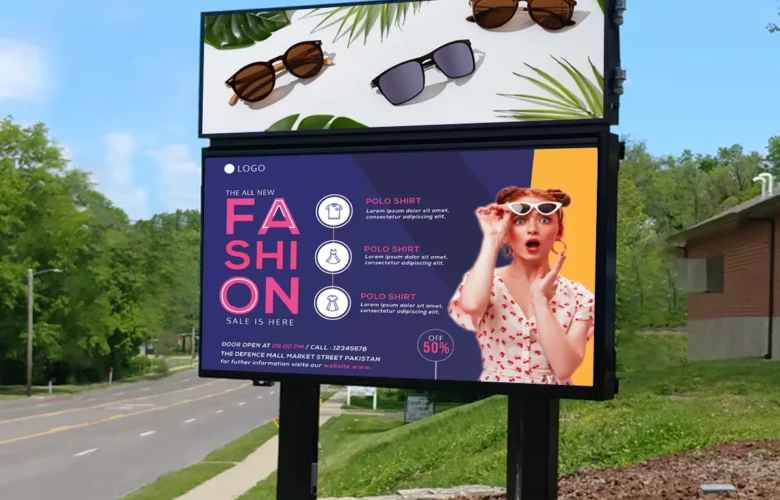 LOGO
THE ALL NEW
FA
SHI
ON
SALE IS HERE
POLO SHIRT
Lorem ipsum dolor sit amet,
consectetur adipiscing elit.
POLO SHIRT
Lorem ipsum dolor sit amet,
consectetur adipiscing elit.
POLO SHIRT
Lorem ipsum dolor sit amet,
consectetur adipiscing elit.
OFF
50%
DOOR OPEN AT 09:00 PM / CALL : 12345678
THE DEFENCE MALL MARKET STREET PAKISTAN
for futher information visite our website www.